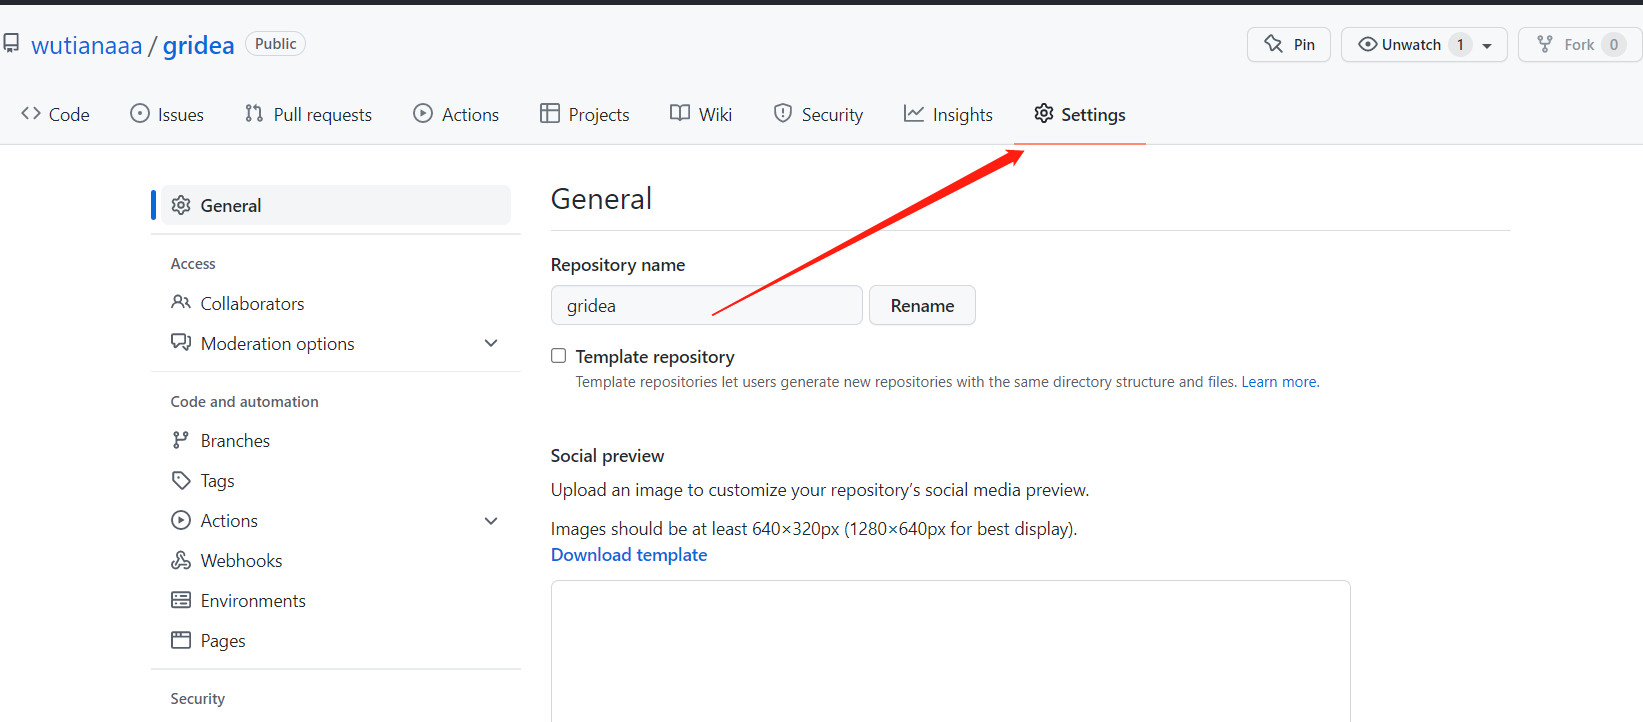 wutianaaa / gridea Public
Pin Unwatch 1 Fork 0
Code Issues Pull requests Actions Projects Wiki Security Insights Settings
General
Access
Collaborators
Moderation options
Code and automation
Branches
Tags
Actions
Webhooks
Environments
Pages
Security
General
Repository name
gridea Rename
Template repository
Template repositories let users generate new repositories with the same directory structure and files. Learn more.
Social preview
Upload an image to customize your repository's social media preview.
Images should be at least 640×320px (1280×640px for best display).
Download template